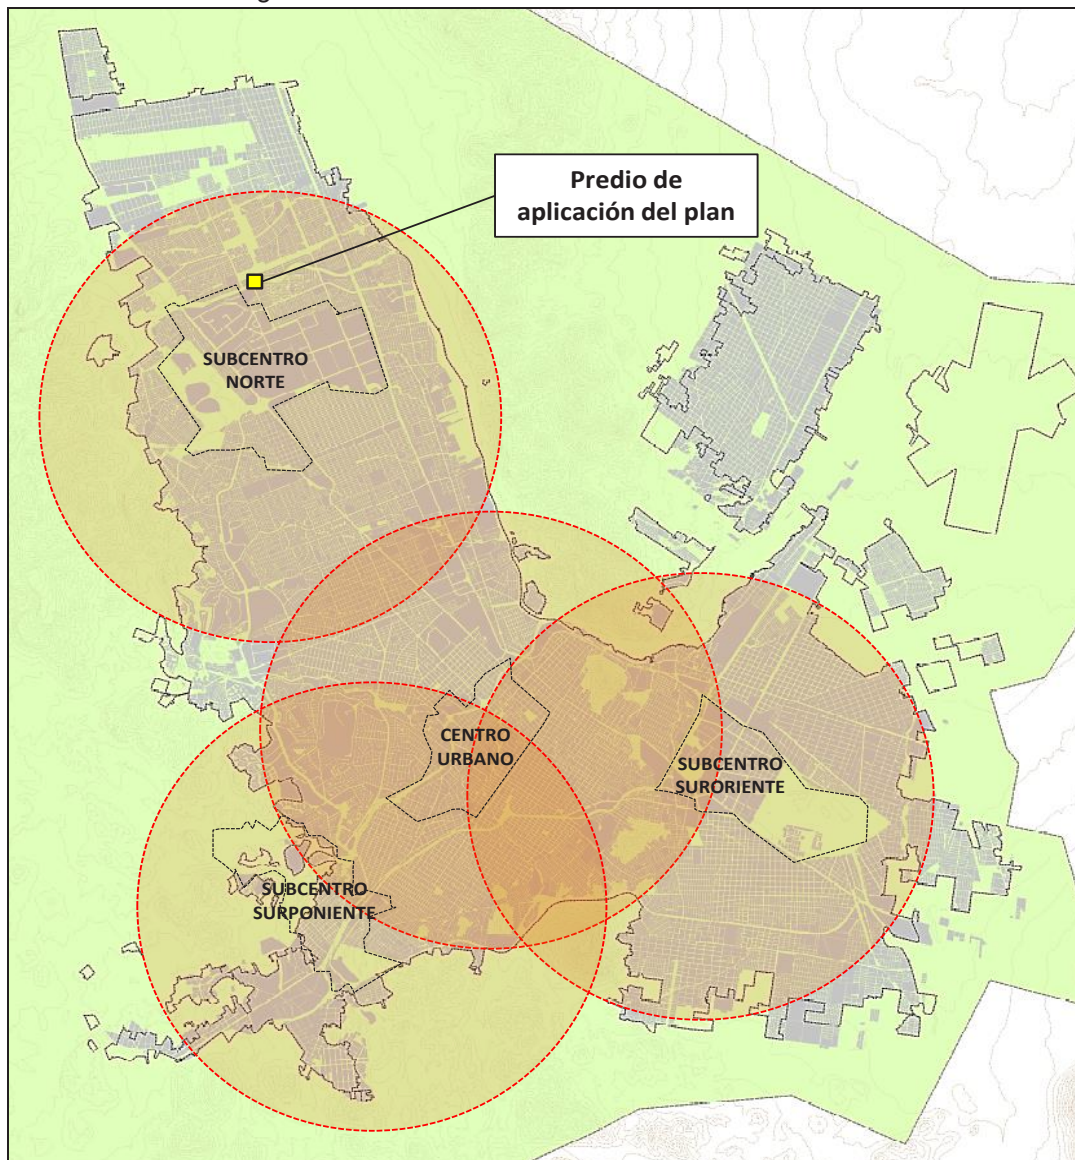 Predio de
aplicación del plan
SUBCENTRO
NORTE
CENTRO
URBANO
SUBCENTRO
SURORIENTE
SUBCENTRO
SURPONIENTE